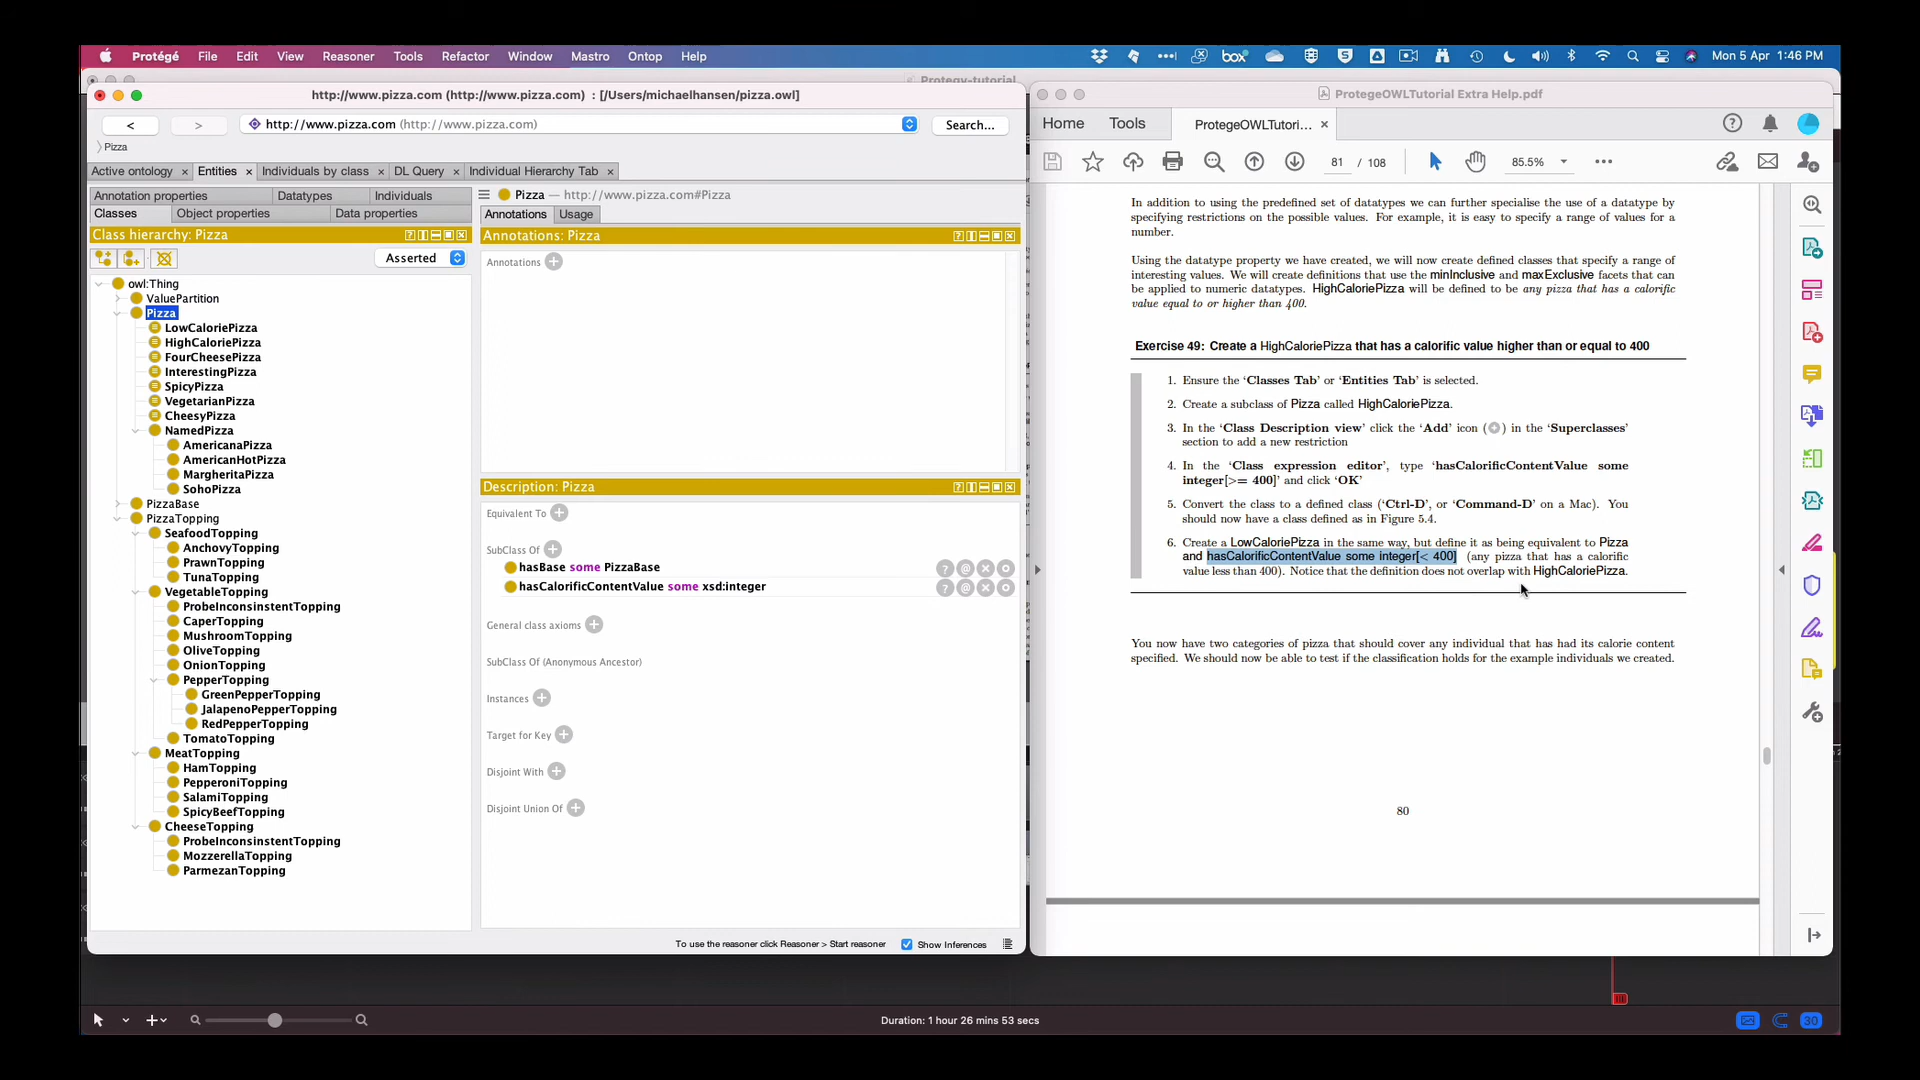 Protégé File Edit View Reasoner Tools Refactor Window Mastro Ontop Help
box Mon 5 Apr 1:46 PM
Protegy-tutorial
http://www.pizza.com (http://www.pizza.com) : [/Users/michaelhansen/pizza.owl]
< > http://www.pizza.com (http://www.pizza.com) Search...
Pizza
Active ontology × Entities × Individuals by class × DL Query × Individual Hierarchy Tab ×
Annotation properties Datatypes Individuals
Classes Object properties Data properties
Class hierarchy: Pizza
Asserted
owl:Thing
ValuePartition
Pizza
LowCaloriePizza
HighCaloriePizza
FourCheesePizza
InterestingPizza
SpicyPizza
VegetarianPizza
CheesyPizza
NamedPizza
AmericanaPizza
AmericanHotPizza
MargheritaPizza
SohoPizza
PizzaBase
PizzaTopping
SeafoodTopping
AnchovyTopping
PrawnTopping
TunaTopping
VegetableTopping
ProbeInconsinstentTopping
CaperTopping
MushroomTopping
OliveTopping
OnionTopping
PepperTopping
GreenPepperTopping
JalapenoPepperTopping
RedPepperTopping
TomatoTopping
MeatTopping
HamTopping
PepperoniTopping
SalamiTopping
SpicyBeefTopping
CheeseTopping
ProbeInconsinstentTopping
MozzerellaTopping
ParmezanTopping
Pizza — http://www.pizza.com#Pizza
Annotations Usage
Annotations: Pizza
Annotations
Description: Pizza
Equivalent To
SubClass Of
hasBase some PizzaBase
hasCalorificContentValue some xsd:integer
General class axioms
SubClass Of (Anonymous Ancestor)
Instances
Target for Key
Disjoint With
Disjoint Union Of
To use the reasoner click Reasoner > Start reasoner Show Inferences
ProtegeOWLTutorial Extra Help.pdf
Home Tools ProtegeOWLTutori... ×
81 / 108 85.5%
In addition to using the predefined set of datatypes we can further specialise the use of a datatype by
specifying restrictions on the possible values. For example, it is easy to specify a range of values for a
number.
Using the datatype property we have created, we will now create defined classes that specify a range of
interesting values. We will create definitions that use the minInclusive and maxExclusive facets that can
be applied to numeric datatypes. HighCaloriePizza will be defined to be any pizza that has a calorific
value equal to or higher than 400.
Exercise 49: Create a HighCaloriePizza that has a calorific value higher than or equal to 400
1. Ensure the ‘Classes Tab’ or ‘Entities Tab’ is selected.
2. Create a subclass of Pizza called HighCaloriePizza.
3. In the ‘Class Description view’ click the ‘Add’ icon (+) in the ‘Superclasses’
section to add a new restriction
4. In the ‘Class expression editor’, type ‘hasCalorificContentValue some
integer[>= 400]’ and click ‘OK’
5. Convert the class to a defined class (‘Ctrl-D’, or ‘Command-D’ on a Mac). You
should now have a class defined as in Figure 5.4.
6. Create a LowCaloriePizza in the same way, but define it as being equivalent to Pizza
and hasCalorificContentValue some integer[< 400] (any pizza that has a calorific
value less than 400). Notice that the definition does not overlap with HighCaloriePizza.
You now have two categories of pizza that should cover any individual that has had its calorie content
specified. We should now be able to test if the classification holds for the example individuals we created.
80
Duration: 1 hour 26 mins 53 secs
30